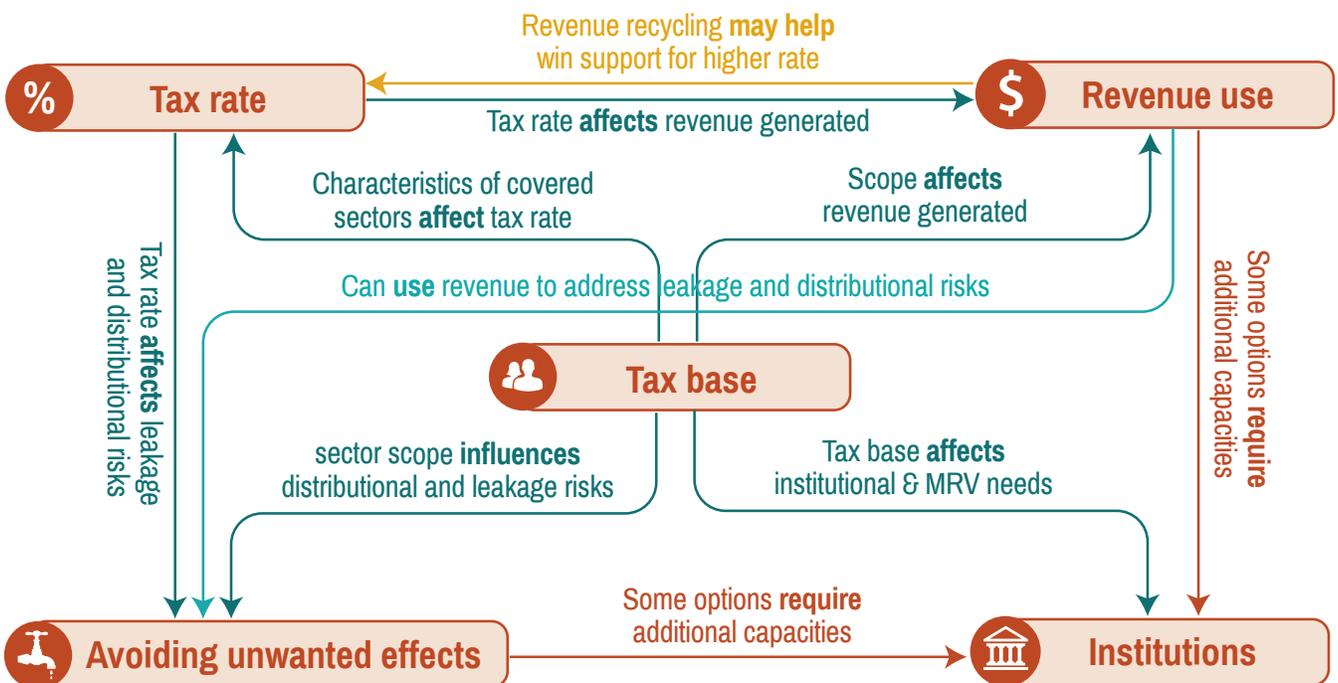 Revenue recycling may help
win support for higher rate
% Tax rate
$ Revenue use
Tax rate affects revenue generated
Characteristics of covered
sectors affect tax rate
Scope affects
revenue generated
Tax rate affects leakage
and distributional risks
Can use revenue to address leakage and distributional risks
Some options require
additional capacities
Tax base
sector scope influences
distributional and leakage risks
Tax base affects
institutional & MRV needs
Some options require
additional capacities
Avoiding unwanted effects
Institutions